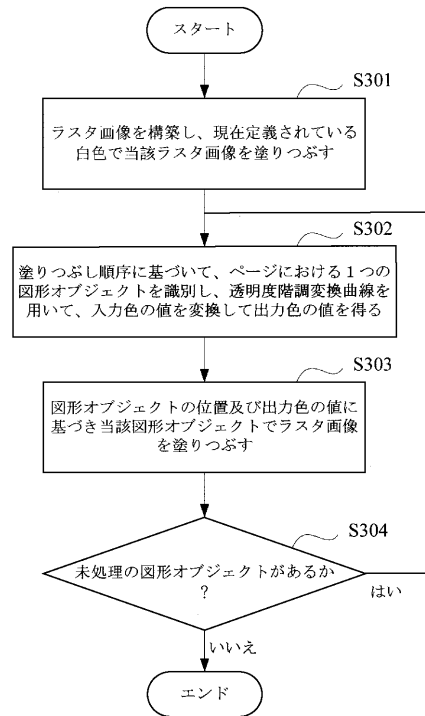 スタート
S301
ラスタ画像を構築し、現在定義されている
白色で当該ラスタ画像を塗りつぶす
S302
塗りつぶし順序に基づいて、ページにおける１つの
図形オブジェクトを識別し、透明度階調変換曲線を
用いて、入力色の値を変換して出力色の値を得る
S303
図形オブジェクトの位置及び出力色の値に
基づき当該図形オブジェクトでラスタ画像
を塗りつぶす
S304
未処理の図形オブジェクトがあるか
？
はい
いいえ
エンド